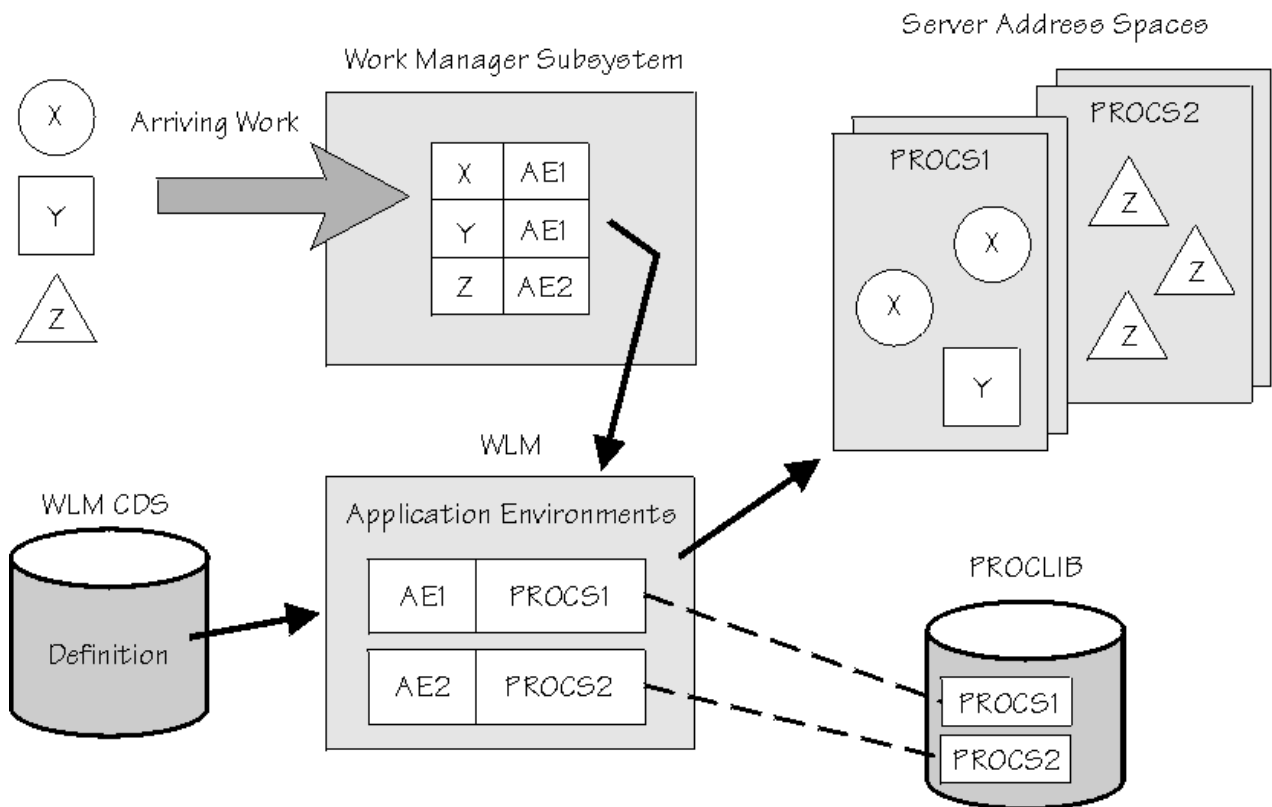 Server Address Spaces
Work Manager Subsystem
X
Arriving Work
Y
Z
X AE1
Y AE1
Z AE2
PROCS2
Z
Z
Z
PROCS1
X
X
Y
WLM
WLM CDS
Definition
Application Environments
AE1 PROCS1
AE2 PROCS2
PROCLIB
PROCS1
PROCS2